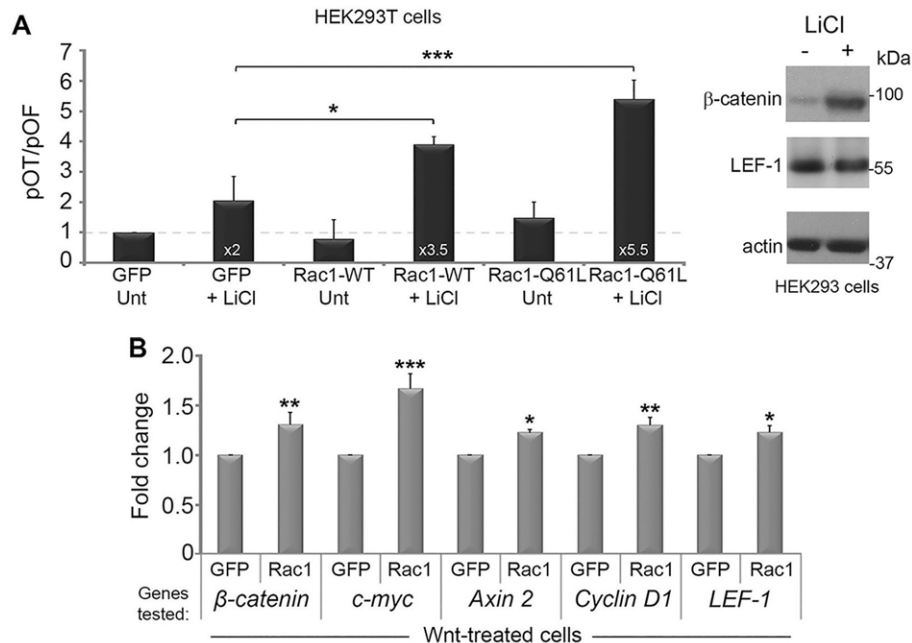 A
HEK293T cells
pOT/pOF
7
6
5
4
3
2
1
0
***
*
x2
x3.5
x5.5
GFP GFP Rac1-WT Rac1-WT Rac1-Q61L Rac1-Q61L
Unt + LiCl Unt + LiCl Unt + LiCl
LiCl
- + kDa
β-catenin -100
LEF-1 -55
actin
-37
HEK293 cells
B
Fold change
2.0
1.5
1.0
0.5
0
** *** * ** *
GFP Rac1 GFP Rac1 GFP Rac1 GFP Rac1 GFP Rac1
Genes
tested: β-catenin c-myc Axin 2 Cyclin D1 LEF-1
Wnt-treated cells